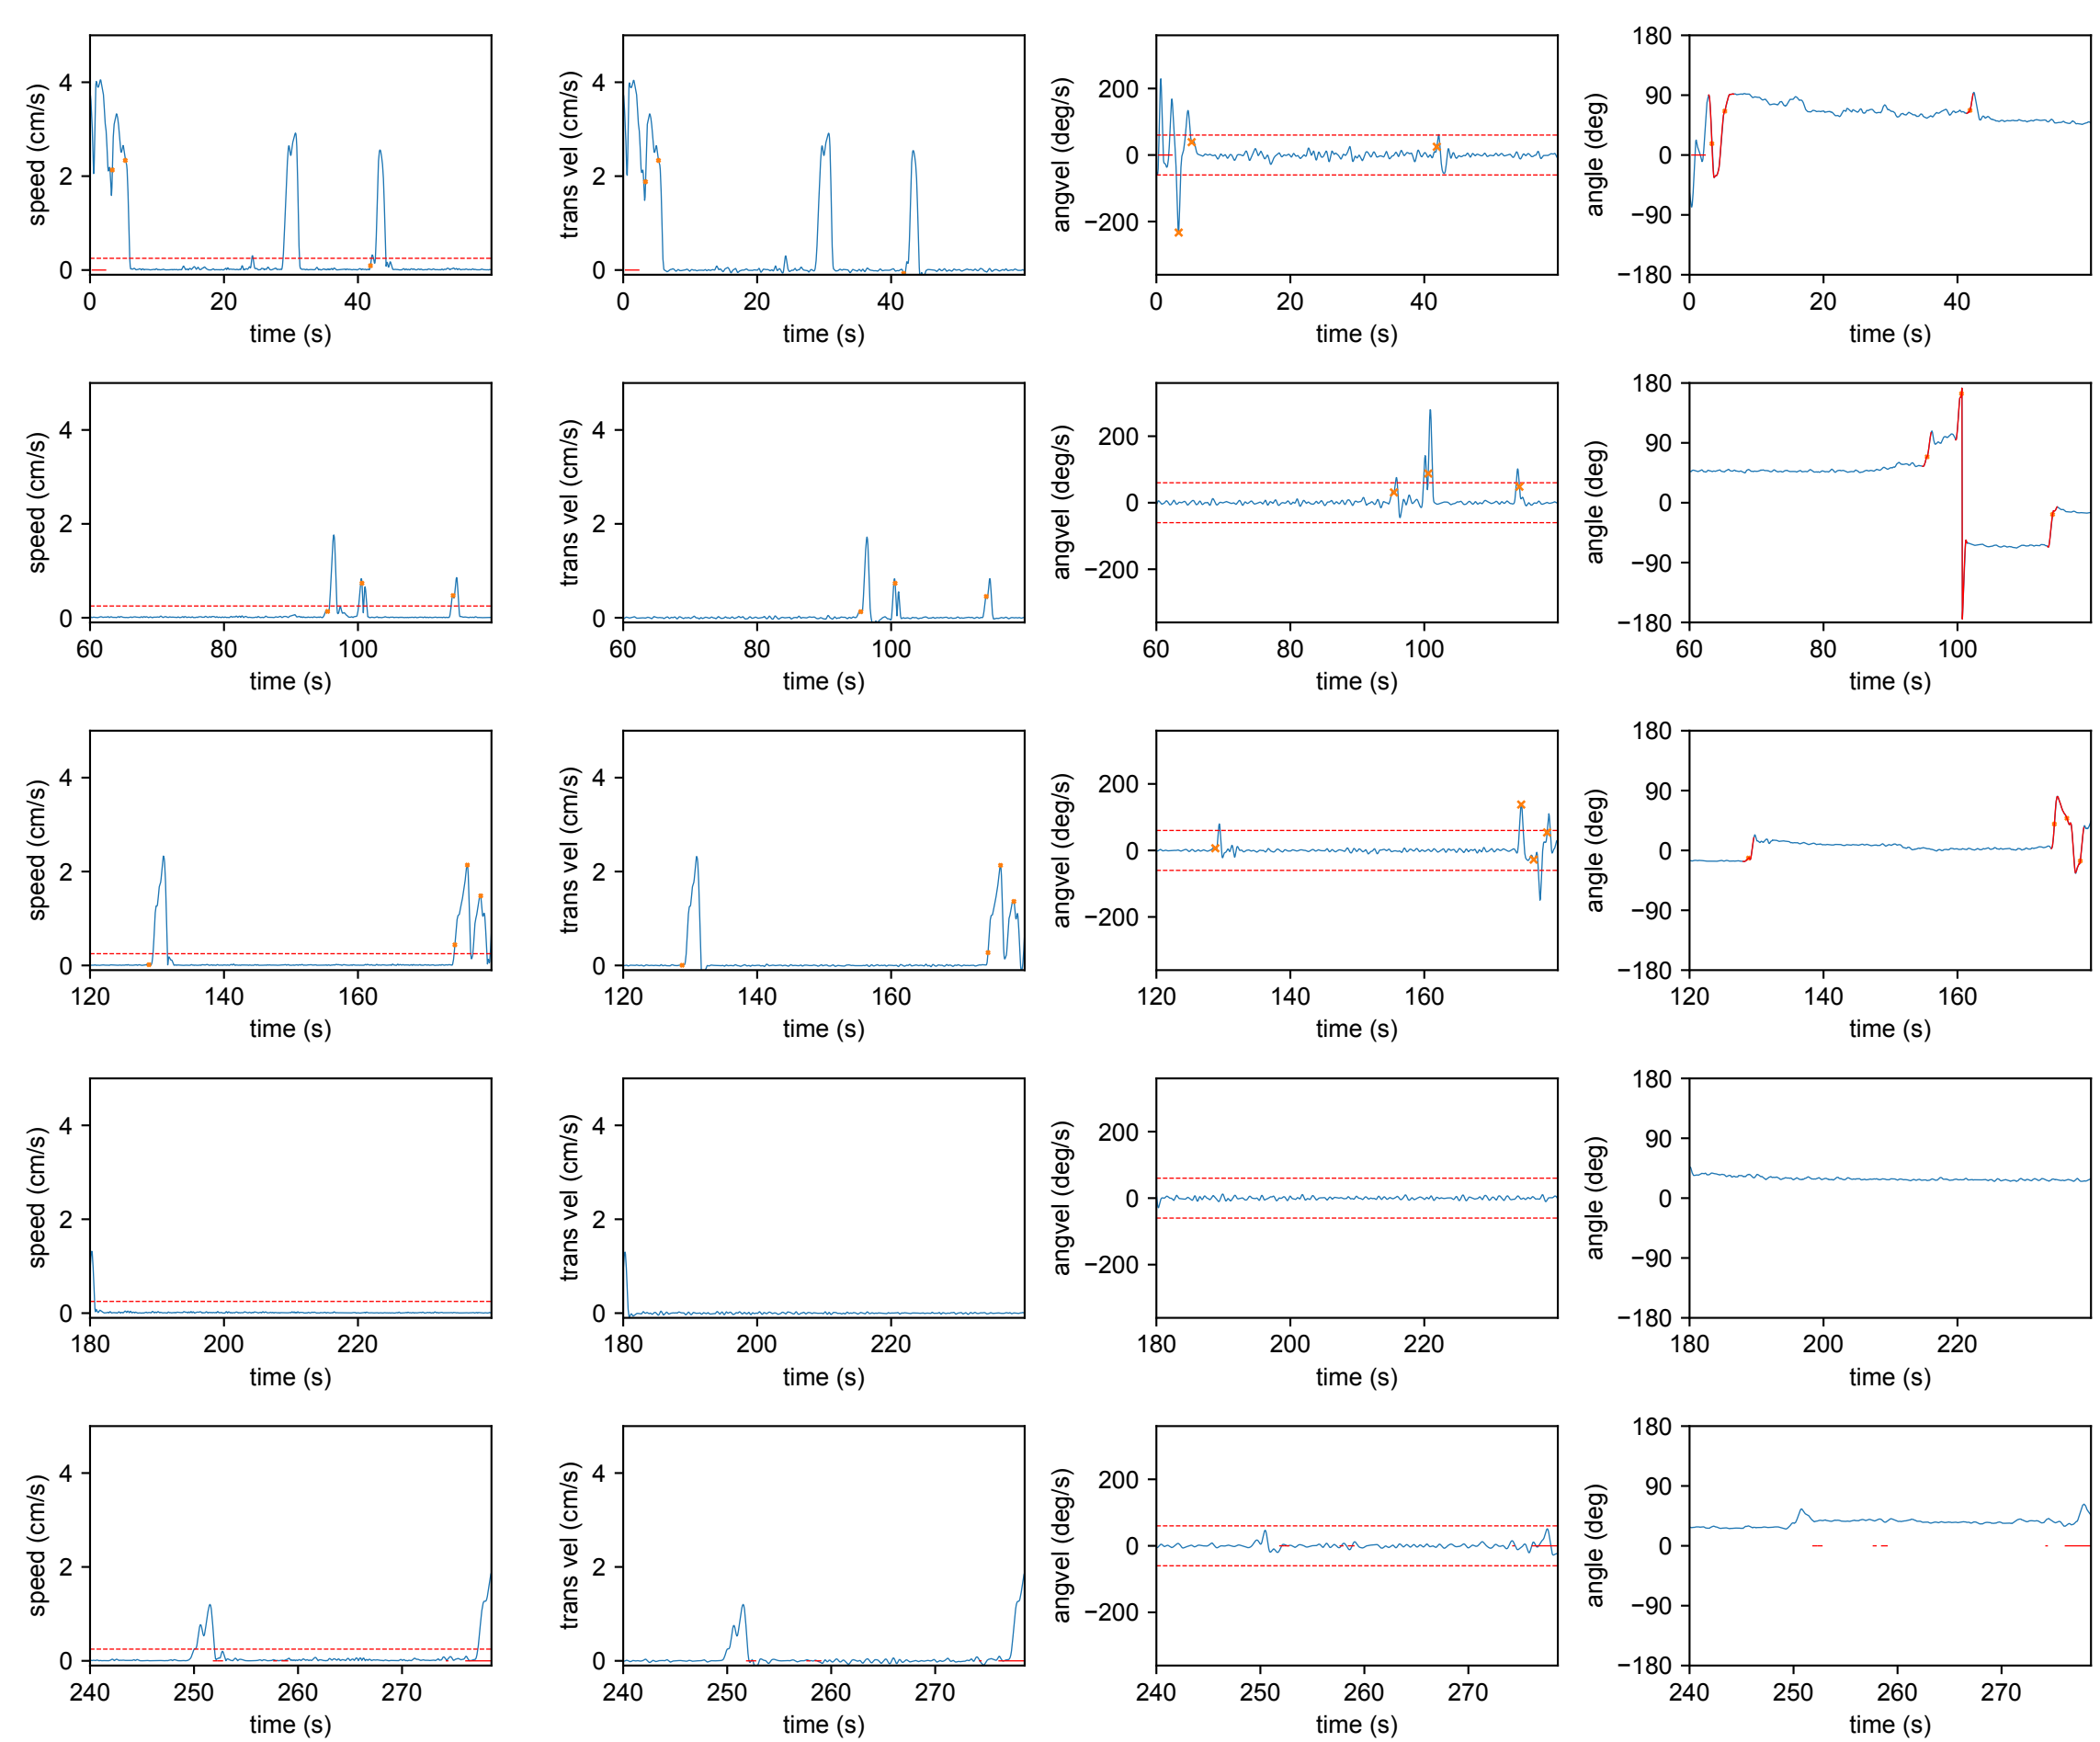 speed (cm/s)
4
2
0
0 20 40
time (s)
trans vel (cm/s)
4
2
0
0 20 40
time (s)
angvel (deg/s)
200
0
−200
0 20 40
time (s)
angle (deg)
180
90
0
−90
−180
0 20 40
time (s)
speed (cm/s)
4
2
0
60 80 100
time (s)
trans vel (cm/s)
4
2
0
60 80 100
time (s)
angvel (deg/s)
200
0
−200
60 80 100
time (s)
angle (deg)
180
90
0
−90
−180
60 80 100
time (s)
speed (cm/s)
4
2
0
120 140 160
time (s)
trans vel (cm/s)
4
2
0
120 140 160
time (s)
angvel (deg/s)
200
0
−200
120 140 160
time (s)
angle (deg)
180
90
0
−90
−180
120 140 160
time (s)
speed (cm/s)
4
2
0
180 200 220
time (s)
trans vel (cm/s)
4
2
0
180 200 220
time (s)
angvel (deg/s)
200
0
−200
180 200 220
time (s)
angle (deg)
180
90
0
−90
−180
180 200 220
time (s)
speed (cm/s)
4
2
0
240 250 260 270
time (s)
trans vel (cm/s)
4
2
0
240 250 260 270
time (s)
angvel (deg/s)
200
0
−200
240 250 260 270
time (s)
angle (deg)
180
90
0
−90
−180
240 250 260 270
time (s)